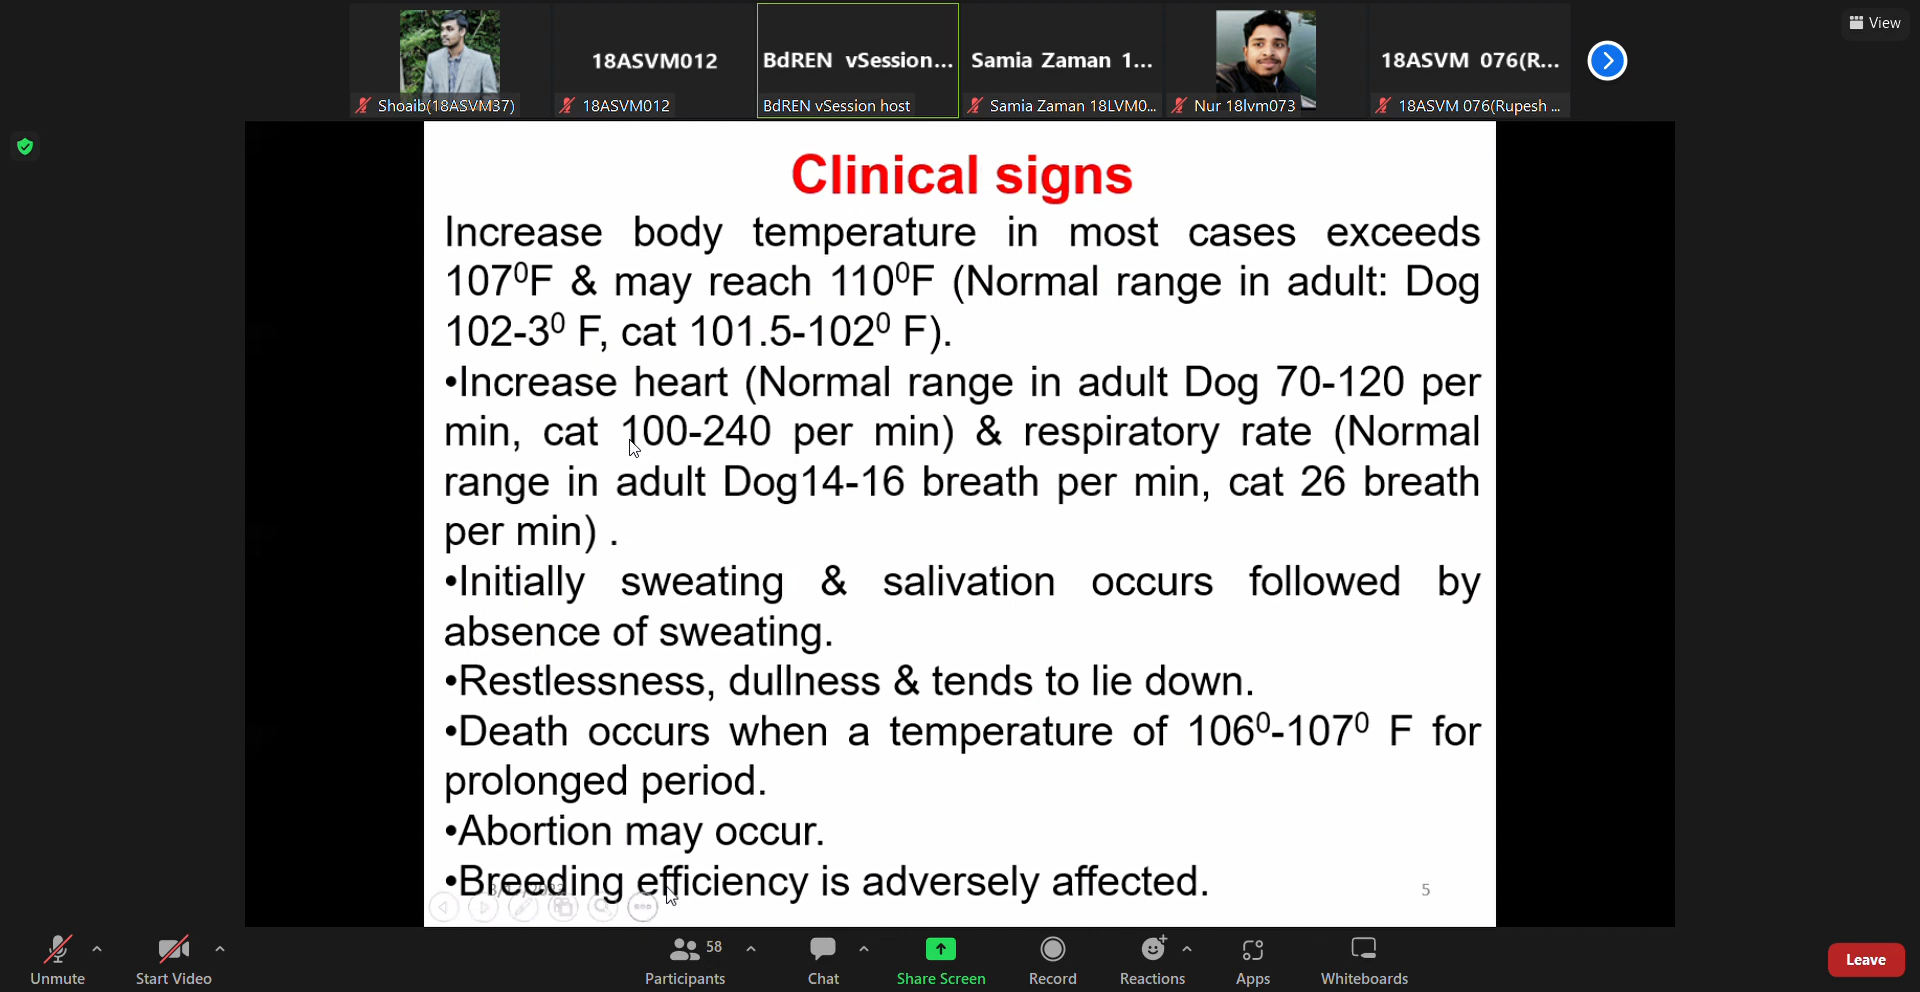 View
18ASVM012
BdREN vSession...
Samia Zaman 1...
18ASVM 076(R...
Shoaib(18ASVM37)
18ASVM012
BdREN vSession host
Samia Zaman 18LVM0...
Nur 18lvm073
18ASVM 076(Rupesh ...
Clinical signs
Increase body temperature in most cases exceeds
107⁰F & may reach 110⁰F (Normal range in adult: Dog
102-3⁰ F, cat 101.5-102⁰ F).
•Increase heart (Normal range in adult Dog 70-120 per
min, cat 100-240 per min) & respiratory rate (Normal
range in adult Dog14-16 breath per min, cat 26 breath
per min) .
•Initially sweating & salivation occurs followed by
absence of sweating.
•Restlessness, dullness & tends to lie down.
•Death occurs when a temperature of 106⁰-107⁰ F for
prolonged period.
•Abortion may occur.
•Breeding efficiency is adversely affected.
5
58
Unmute
Start Video
Participants
Chat
Share Screen
Record
Reactions
Apps
Whiteboards
Leave